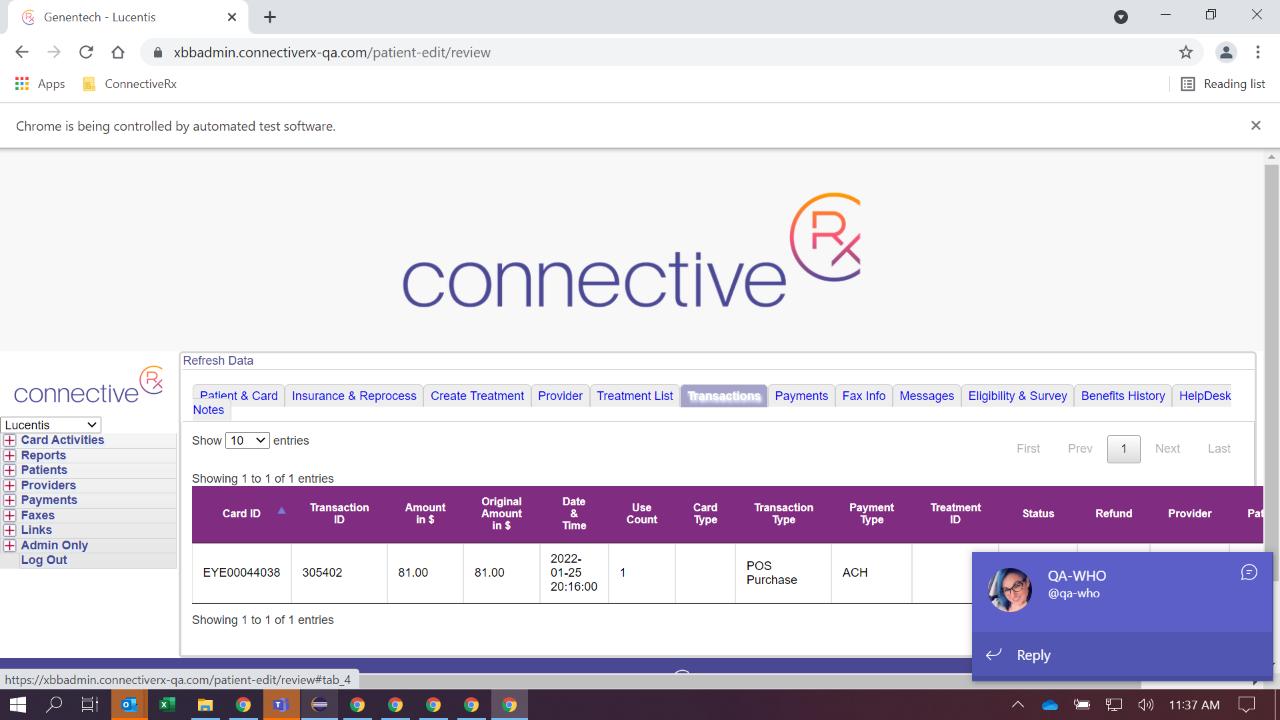 Genentech - Lucentis
xbbadmin.connectiverx-qa.com/patient-edit/review
Apps ConnectiveRx Reading list
Chrome is being controlled by automated test software.
connective Rx
connective Rx
Lucentis
Card Activities
Reports
Patients
Providers
Payments
Faxes
Links
Admin Only
Log Out
Refresh Data
Patient & Card Insurance & Reprocess Create Treatment Provider Treatment List Transactions Payments Fax Info Messages Eligibility & Survey Benefits History HelpDesk
Notes
Show 10 entries
First Prev 1 Next Last
Showing 1 to 1 of 1 entries
Card ID Transaction ID Amount in $ Original Amount in $ Date & Time Use Count Card Type Transaction Type Payment Type Treatment ID Status Refund Provider Pat
EYE00044038 305402 81.00 81.00 2022-01-25 20:16:00 1 POS Purchase ACH
Showing 1 to 1 of 1 entries
QA-WHO
@qa-who
Reply
https://xbbadmin.connectiverx-qa.com/patient-edit/review#tab_4
11:37 AM